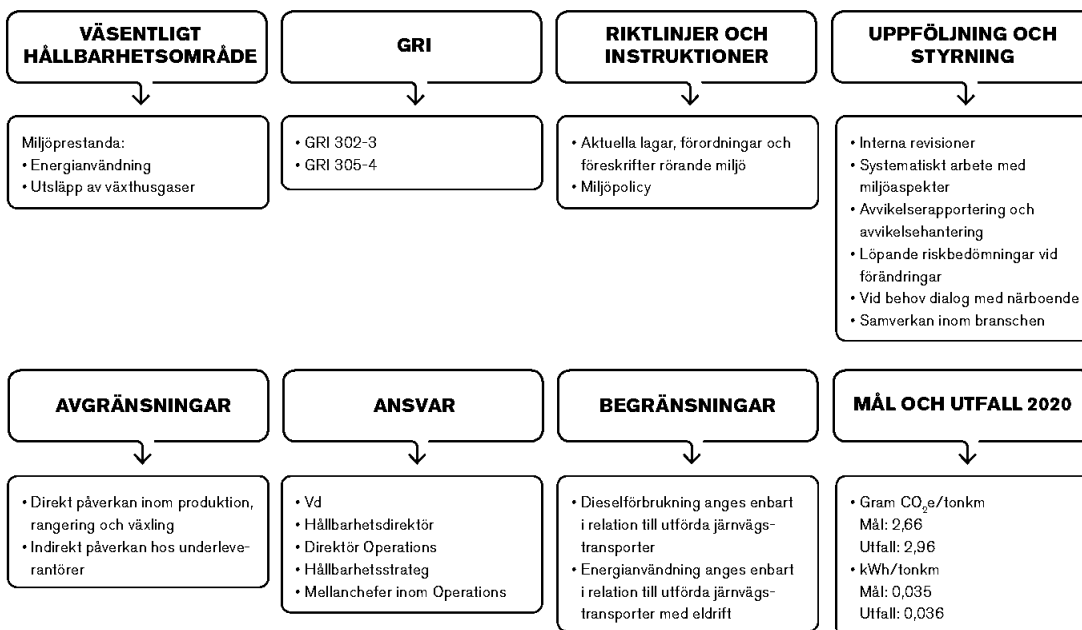 VÄSENTLIGT
HÅLLBARHETSOMRÅDE
Miljöprestanda:
• Energianvändning
• Utsläpp av växthusgaser
GRI
• GRI 302-3
• GRI 305-4
RIKTLINJER OCH
INSTRUKTIONER
• Aktuella lagar, förordningar och
föreskrifter rörande miljö
• Miljöpolicy
UPPFÖLJNING OCH
STYRNING
• Interna revisioner
• Systematiskt arbete med
miljöaspekter
• Avvikelserapportering och
avvikelsehantering
• Löpande riskbedömningar vid
förändringar
• Vid behov dialog med närboende
• Samverkan inom branschen
AVGRÄNSNINGAR
• Direkt påverkan inom produktion,
rangering och växling
• Indirekt påverkan hos underleve-
rantörer
ANSVAR
• Vd
• Hållbarhetsdirektör
• Direktör Operations
• Hållbarhetsstrateg
• Mellanchefer inom Operations
BEGRÄNSNINGAR
• Dieselförbrukning anges enbart
i relation till utförda järnvägs-
transporter
• Energianvändning anges enbart
i relation till utförda järnvägs-
transporter med eldrift
MÅL OCH UTFALL 2020
• Gram CO₂e/tonkm
Mål: 2,66
Utfall: 2,96
• kWh/tonkm
Mål: 0,035
Utfall: 0,036